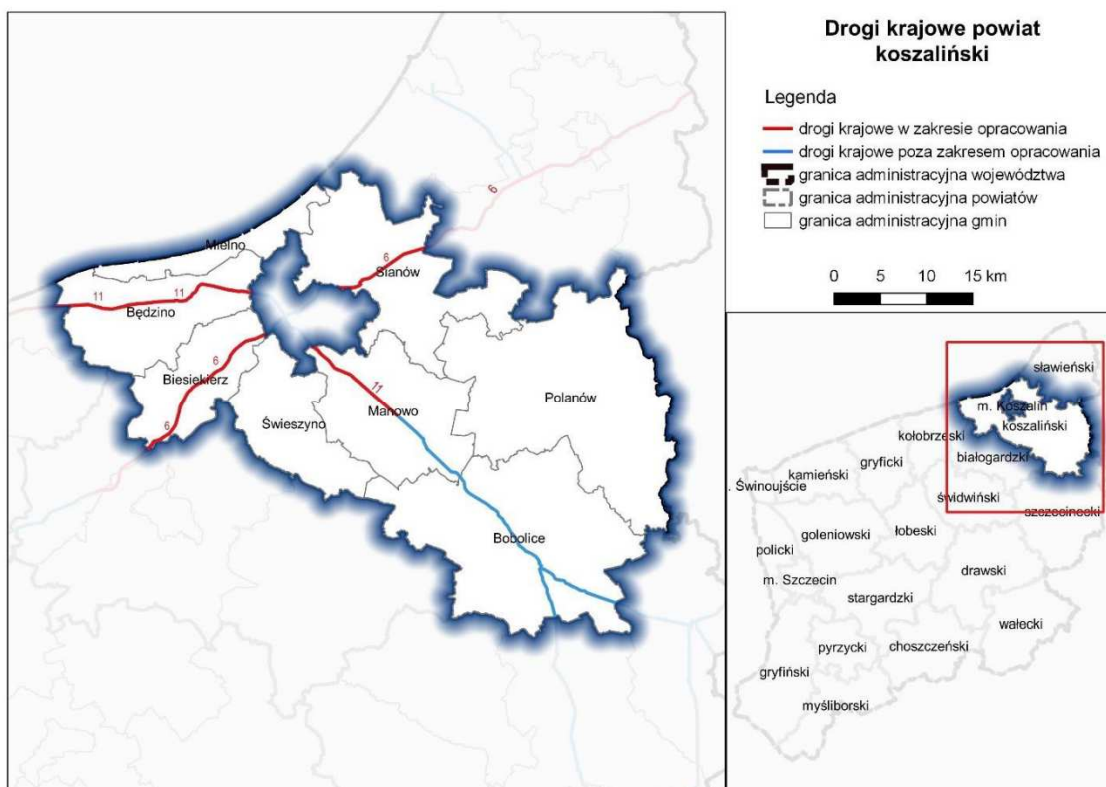 Drogi krajowe powiat
koszaliński
Legenda
drogi krajowe w zakresie opracowania
drogi krajowe poza zakresem opracowania
granica administracyjna województwa
granica administracyjna powiatów
granica administracyjna gmin
0 5 10 15 km
6
Mielno
6
Sianów
11
11
Będzino
6
Biesiekierz
6
11
Manowo
Świeszyno
Polanów
Bobolice
sławieński
m. Koszalin
koszaliński
kołobrzeski
białogardzki
gryficki
kamieński
. Świnoujście
świdwiński
szczecinecki
łobeski
goleniowski
policki
drawski
m. Szczecin
stargardzki
wałecki
pyrzycki
choszczeński
gryfiński
myśliborski